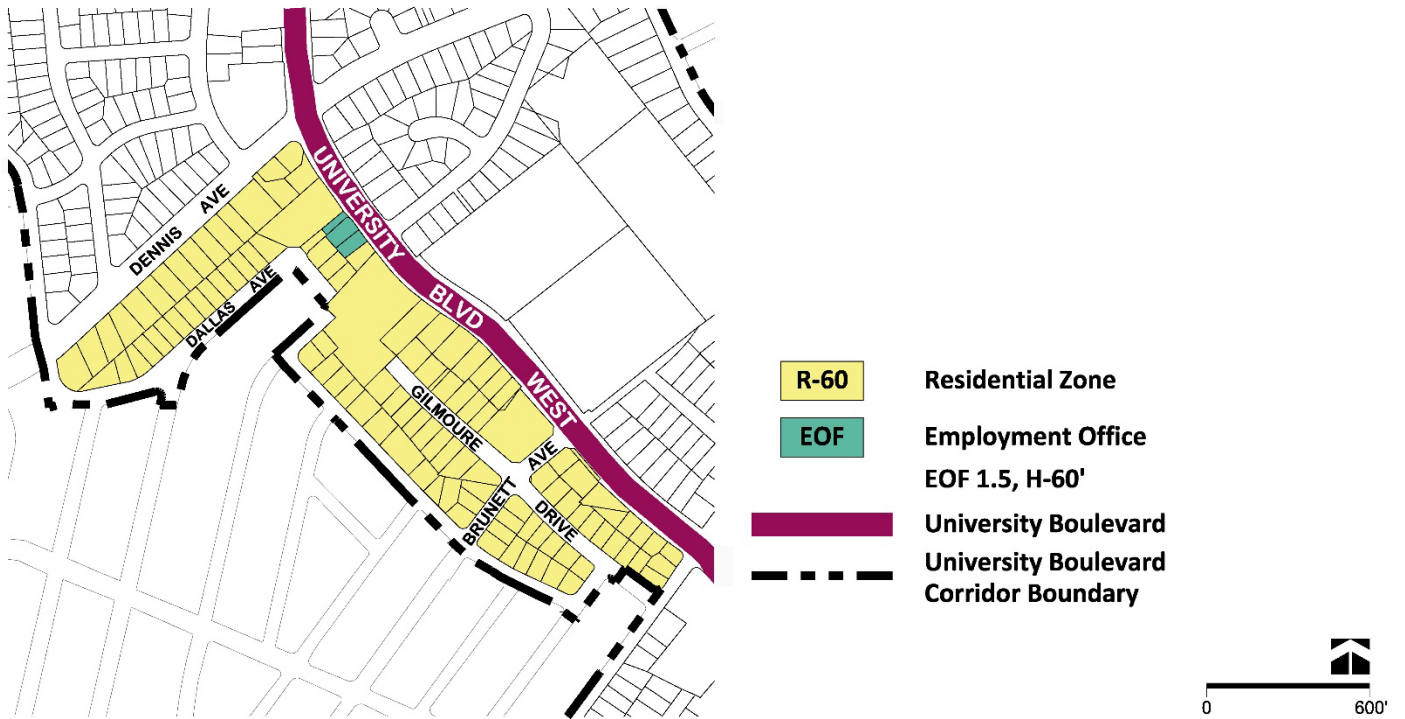 UNIVERSITY
BLVD
WEST
DENNIS AVE
DALLAS AVE
GILMOURE
DRIVE
BRUNETT AVE
R-60 Residential Zone
EOF Employment Office
EOF 1.5, H-60'
University Boulevard
University Boulevard
Corridor Boundary
0 600'